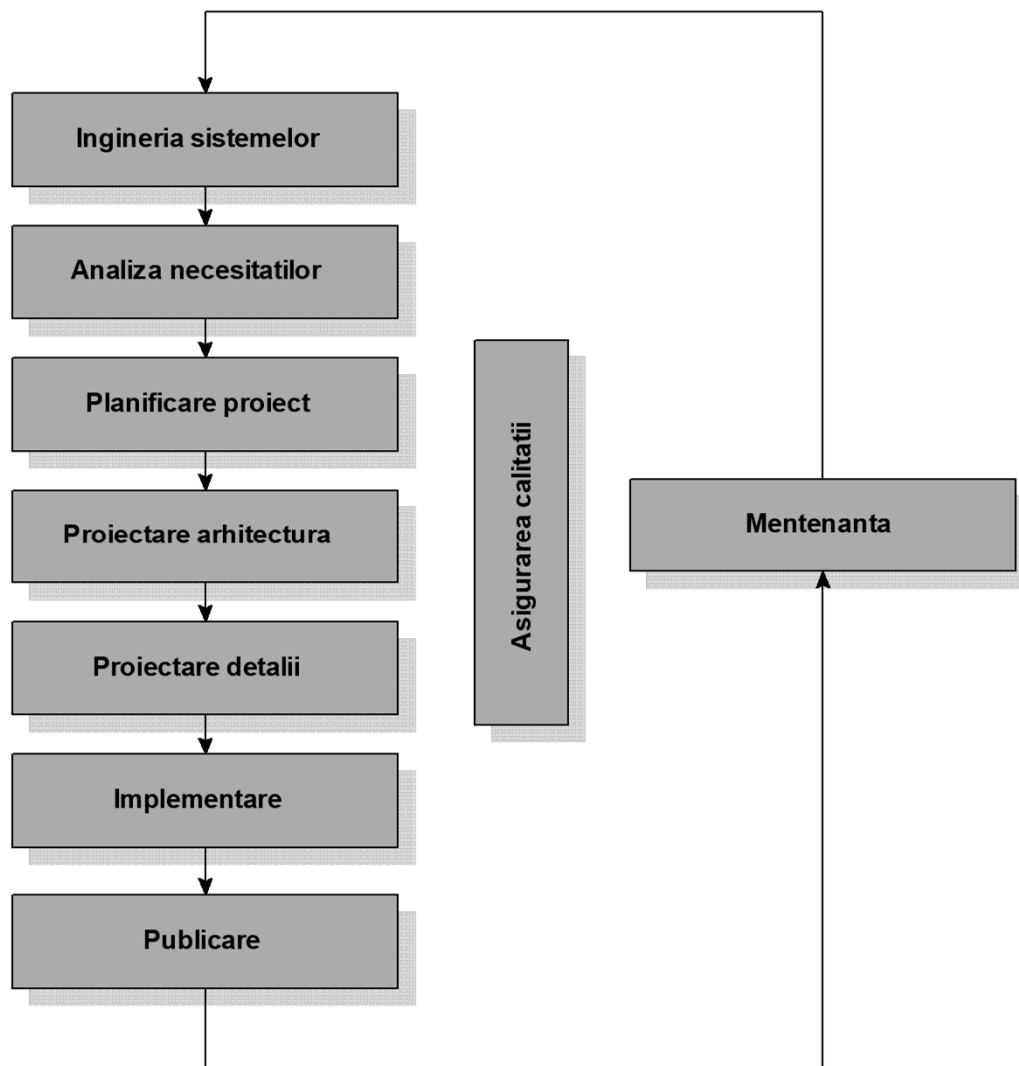 Ingineria sistemelor
Analiza necesitatilor
Planificare proiect
Proiectare arhitectura
Proiectare detalii
Implementare
Publicare
Asigurarea calitatii
Mentenanta